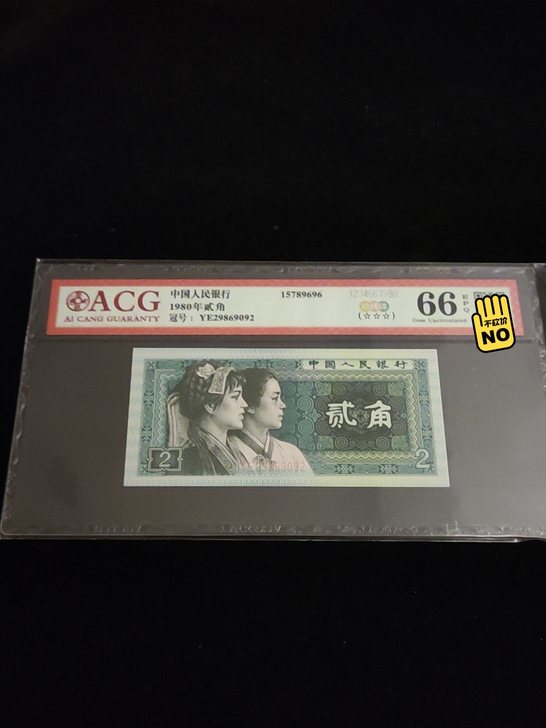 ACG
AI CANG GUARANTY
中国人民银行
1980年贰角
冠号：YE29869092
15789696
(☆☆☆)
66
EPQ
Gem Uncirculated
不砍价
NO
中国人民银行
贰角
2
2